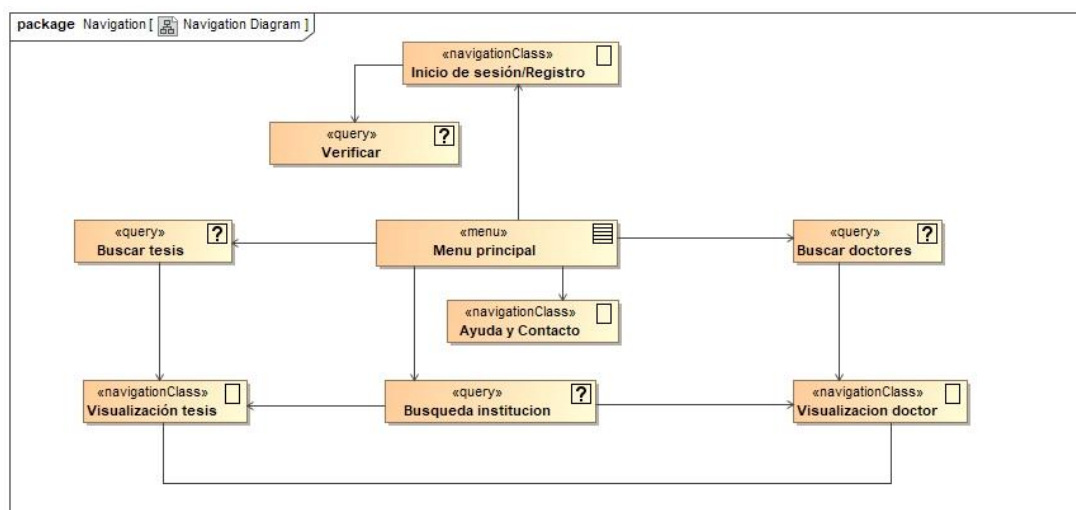 package Navigation [ Navigation Diagram ]
«navigationClass»
Inicio de sesión/Registro
«query»
Verificar
?
«query»
Buscar tesis
?
«menu»
Menu principal
«query»
Buscar doctores
?
«navigationClass»
Ayuda y Contacto
«navigationClass»
Visualización tesis
«query»
Busqueda institucion
?
«navigationClass»
Visualizacion doctor